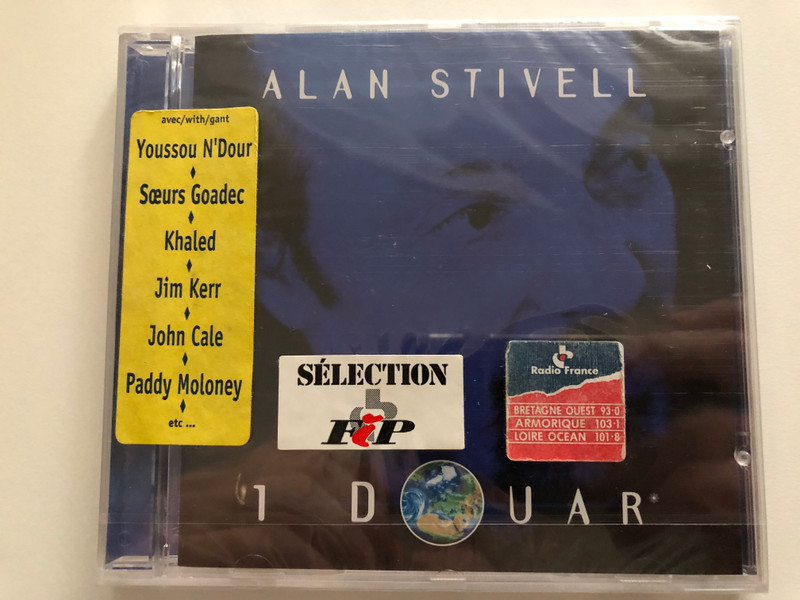 ALAN STIVELL
avec/with/gant
Youssou N'Dour
Sœurs Goadec
Khaled
Jim Kerr
John Cale
Paddy Moloney
etc ...
SÉLECTION
FiP
Radio France
BRETAGNE OUEST 93·0
ARMORIQUE 103·1
LOIRE OCEAN 101·8
1 D UAR*